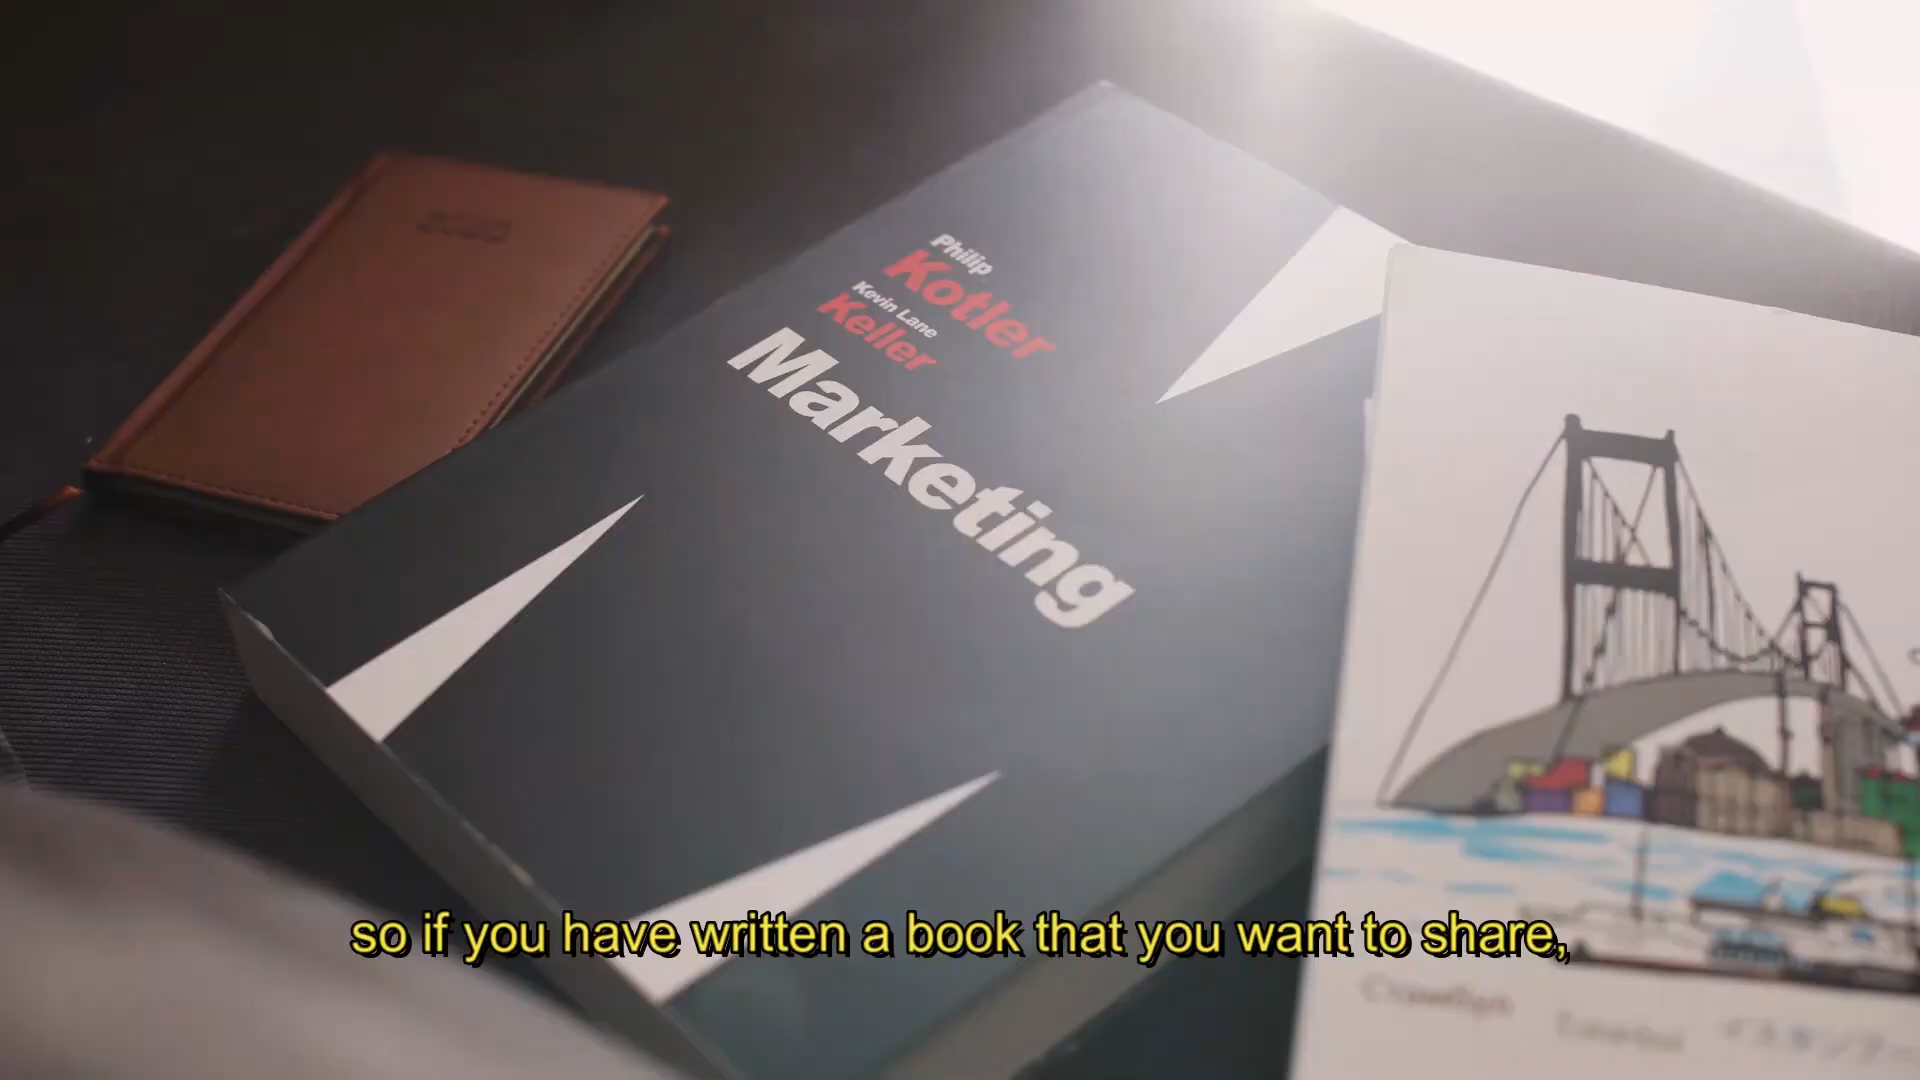 Philip
Kotler
Kevin Lane
Keller
Marketing
so if you have written a book that you want to share,